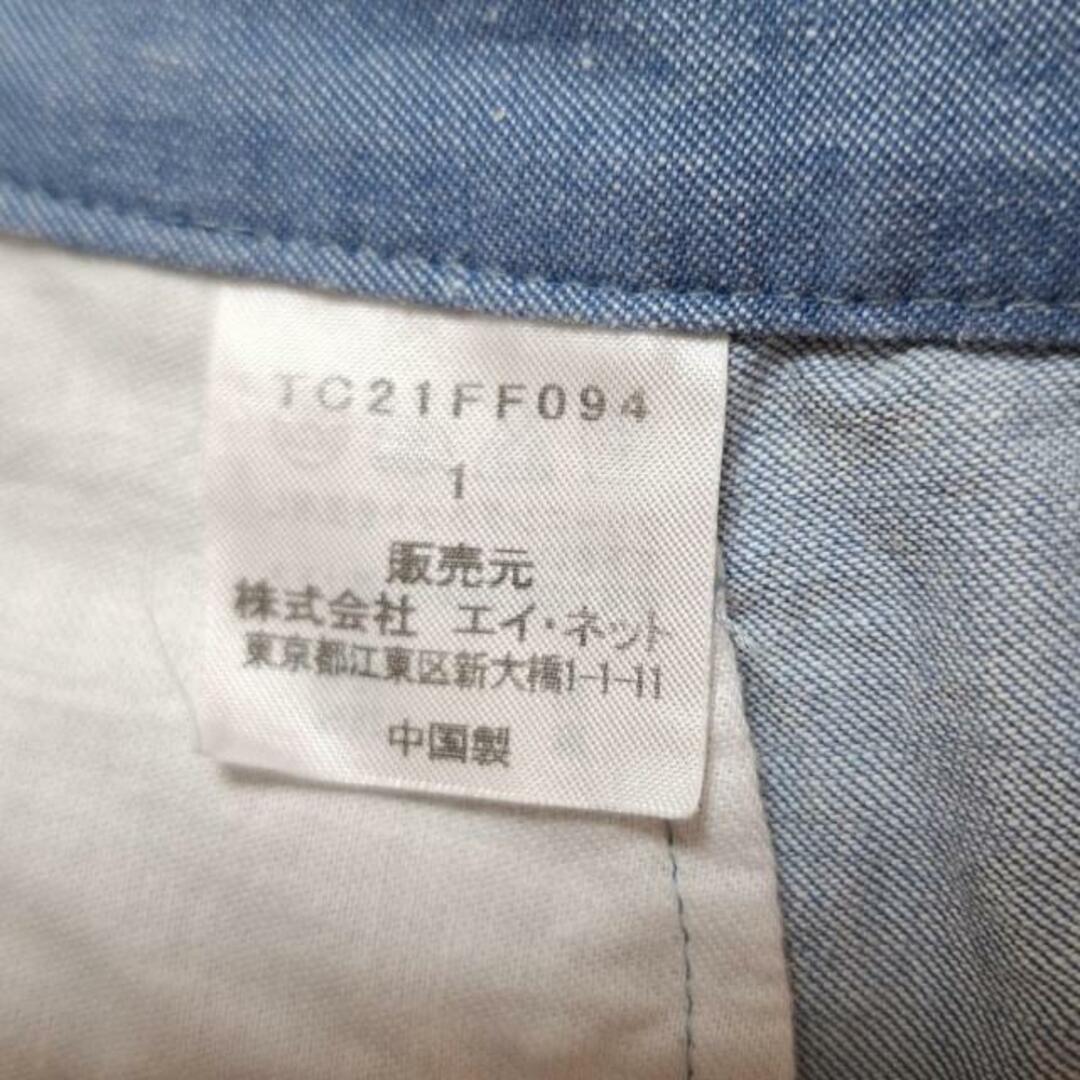 TC21FF094
1
販売元
株式会社 エイ・ネット
東京都江東区新大橋1-1-11
中国製